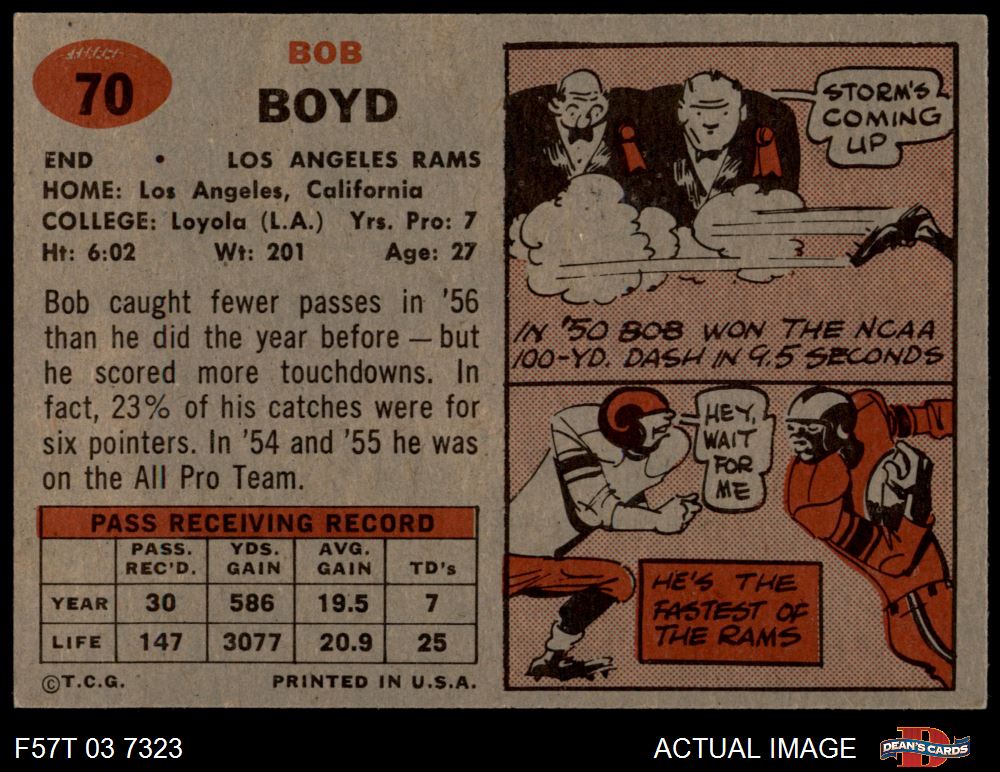 70
BOB
BOYD
END • LOS ANGELES RAMS
HOME: Los Angeles, California
COLLEGE: Loyola (L.A.) Yrs. Pro: 7
Ht: 6:02 Wt: 201 Age: 27
Bob caught fewer passes in '56
than he did the year before — but
he scored more touchdowns. In
fact, 23% of his catches were for
six pointers. In '54 and '55 he was
on the All Pro Team.
PASS RECEIVING RECORD
PASS. REC'D. YDS. GAIN AVG. GAIN TD's
YEAR 30 586 19.5 7
LIFE 147 3077 20.9 25
©T.C.G. PRINTED IN U.S.A.
STORM'S
COMING
UP
IN '50 BOB WON THE NCAA
100-YD. DASH IN 9.5 SECONDS
HEY,
WAIT
FOR
ME
HE'S THE
FASTEST OF
THE RAMS
F57T 03 7323
ACTUAL IMAGE
D
DEAN'S CARDS